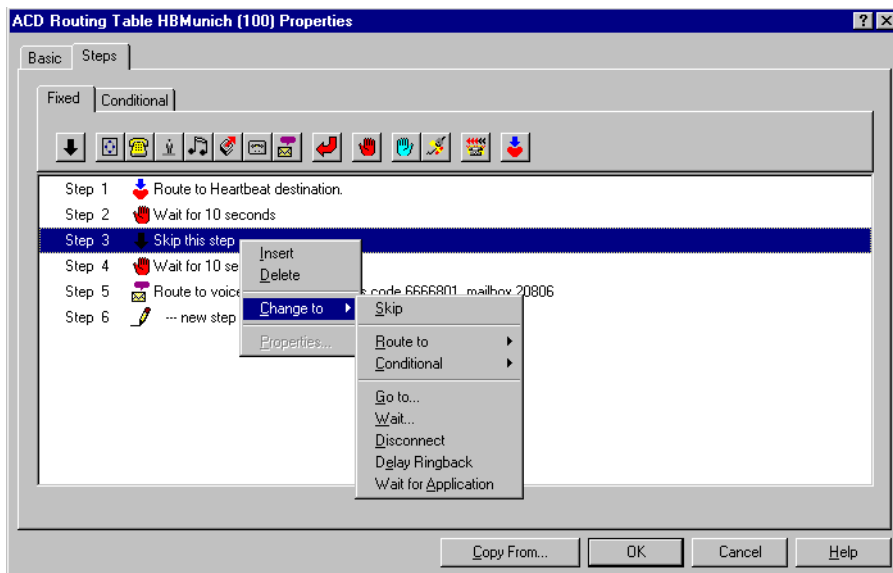 ACD Routing Table HBMunich (100) Properties
Basic Steps
Fixed Conditional
Step 1 Route to Heartbeat destination.
Step 2 Wait for 10 seconds
Step 3 Skip this step
Step 4 Wait for 10 se
Step 5 Route to voice code 6666801, mailbox 20806
Step 6 --- new step
Insert
Delete
Change to
Properties...
Skip
Route to
Conditional
Go to...
Wait...
Disconnect
Delay Ringback
Wait for Application
Copy From... OK Cancel Help